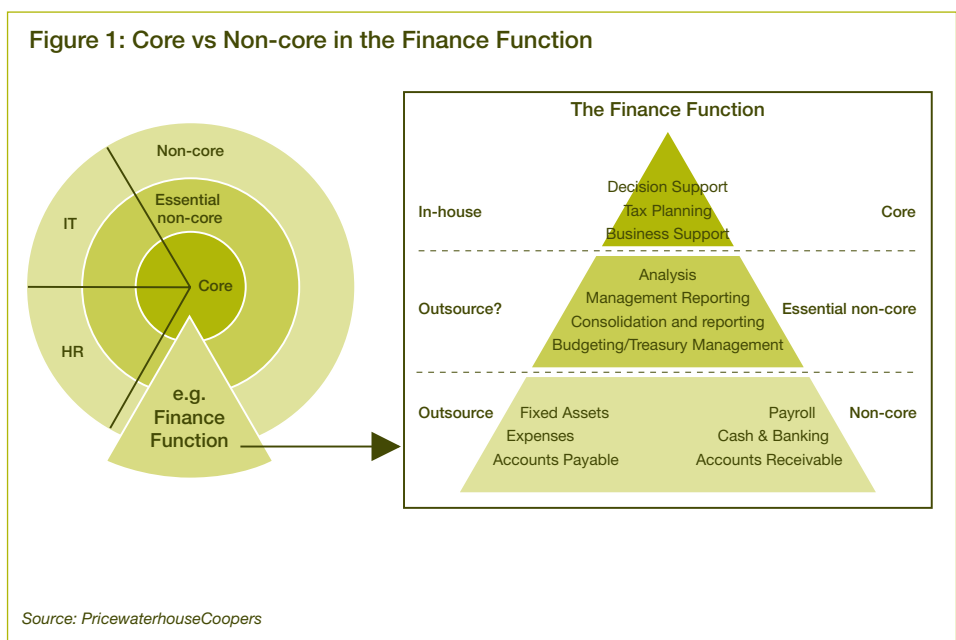 Figure 1: Core vs Non-core in the Finance Function
Non-core
Essential
non-core
IT
Core
HR
e.g.
Finance
Function
The Finance Function
In-house
Decision Support
Tax Planning
Business Support
Core
Outsource?
Analysis
Management Reporting
Consolidation and reporting
Budgeting/Treasury Management
Essential non-core
Outsource
Fixed Assets
Expenses
Accounts Payable
Payroll
Cash & Banking
Accounts Receivable
Non-core
Source: PricewaterhouseCoopers